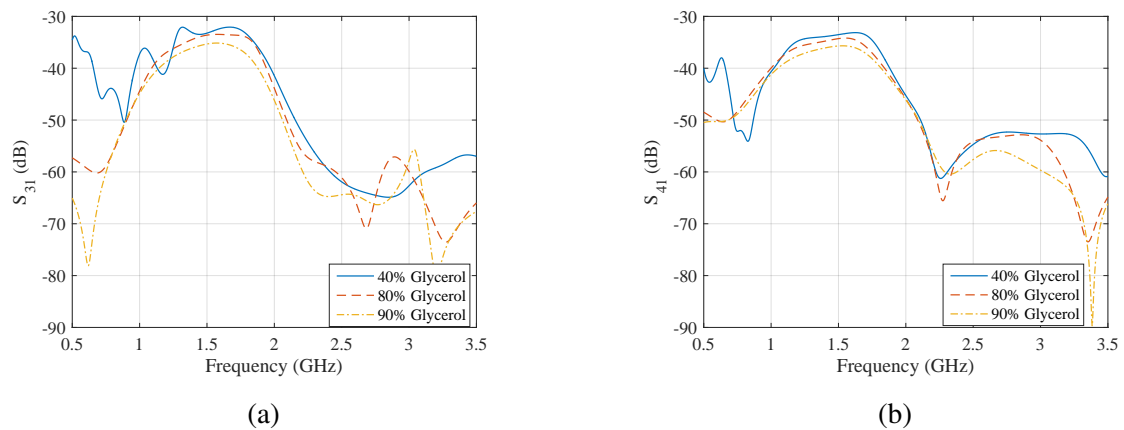 -30
-40
-50
-60
-70
-80
-90
S31 (dB)
0.5 1 1.5 2 2.5 3 3.5
Frequency (GHz)
40% Glycerol
80% Glycerol
90% Glycerol
(a)
-30
-40
-50
-60
-70
-80
-90
S41 (dB)
0.5 1 1.5 2 2.5 3 3.5
Frequency (GHz)
40% Glycerol
80% Glycerol
90% Glycerol
(b)